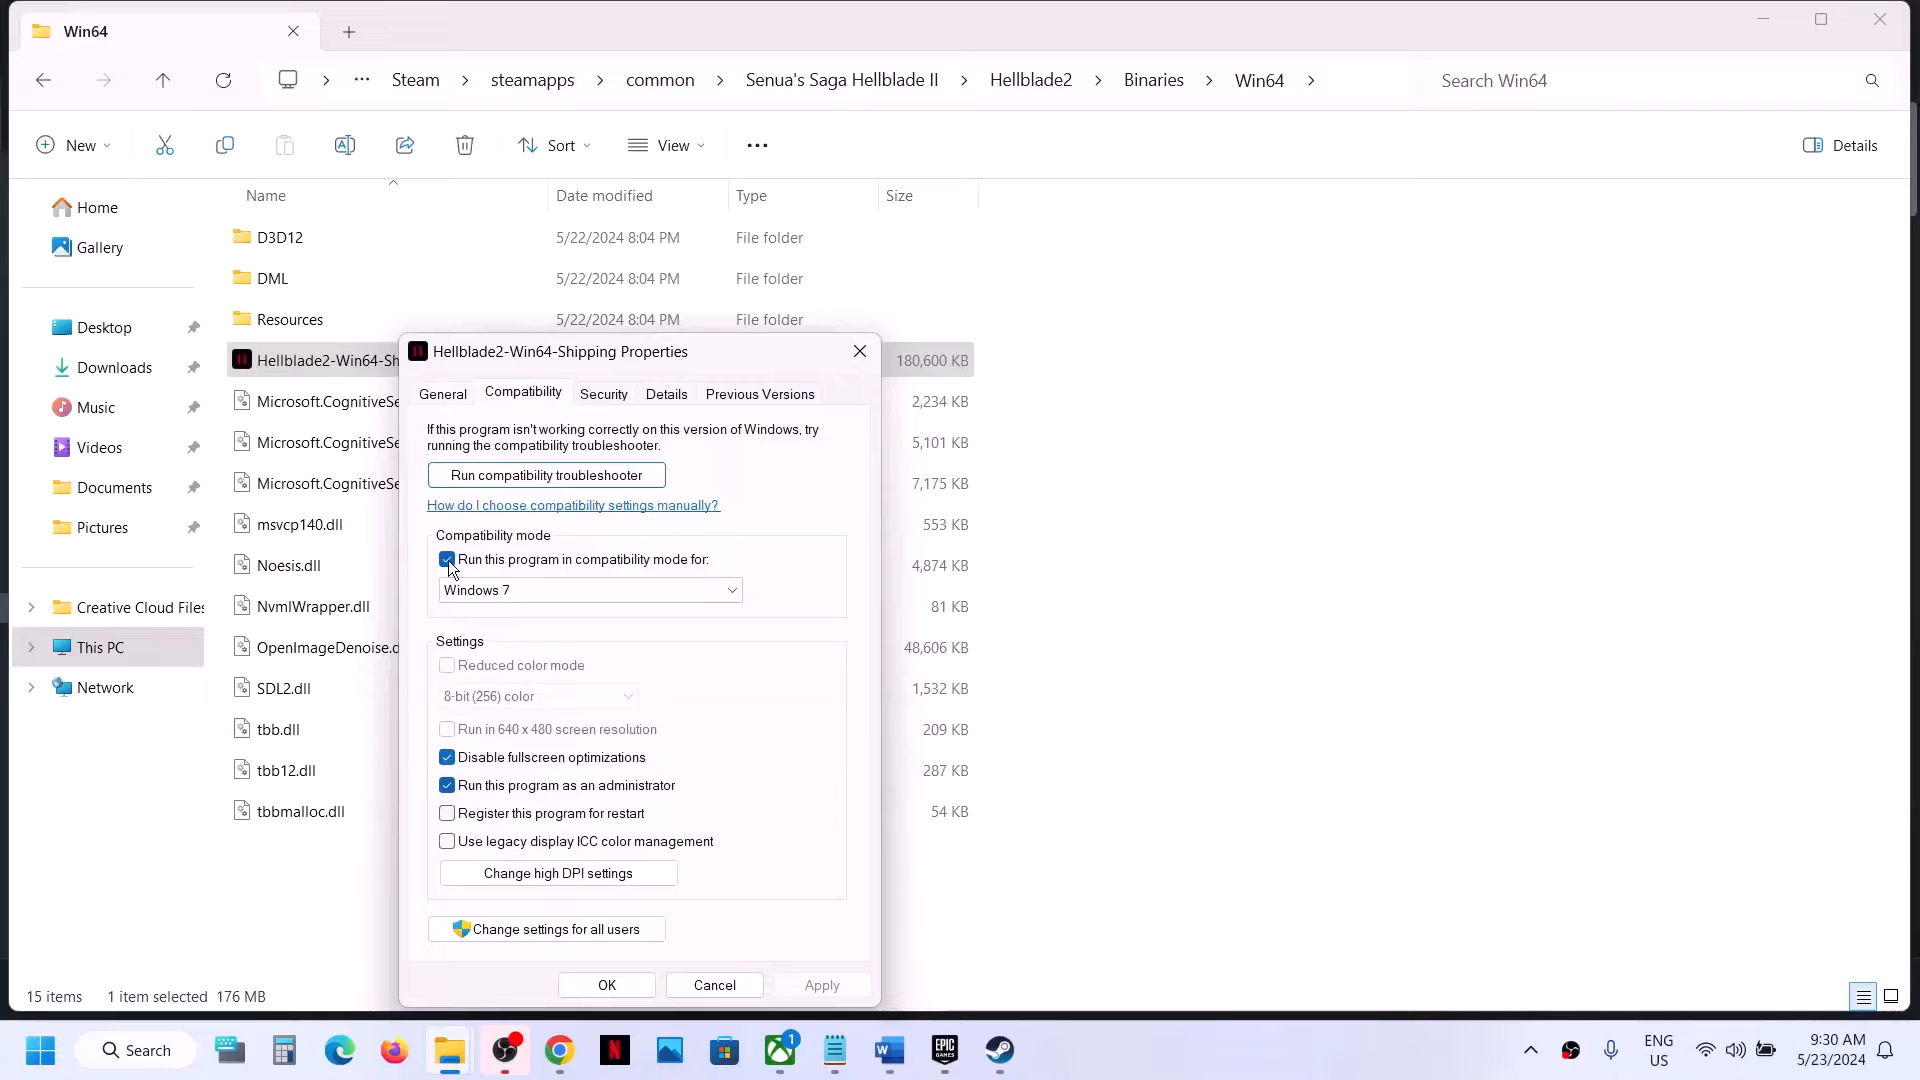 Win64
Steam
steamapps
common
Senua's Saga Hellblade II
Hellblade2
Binaries
Win64
Search Win64
New
Sort
View
Details
Name
Date modified
Type
Size
Home
Gallery
Desktop
Downloads
Music
Videos
Documents
Pictures
Creative Cloud Files
This PC
Network
D3D12 5/22/2024 8:04 PM File folder
DML 5/22/2024 8:04 PM File folder
Resources 5/22/2024 8:04 PM File folder
Hellblade2-Win64-Sh 180,600 KB
Microsoft.CognitiveSe 2,234 KB
Microsoft.CognitiveSe 5,101 KB
Microsoft.CognitiveSe 7,175 KB
msvcp140.dll 553 KB
Noesis.dll 4,874 KB
NvmlWrapper.dll 81 KB
OpenImageDenoise.d 48,606 KB
SDL2.dll 1,532 KB
tbb.dll 209 KB
tbb12.dll 287 KB
tbbmalloc.dll 54 KB
Hellblade2-Win64-Shipping Properties
General
Compatibility
Security
Details
Previous Versions
If this program isn't working correctly on this version of Windows, try
running the compatibility troubleshooter.
Run compatibility troubleshooter
How do I choose compatibility settings manually?
Compatibility mode
Run this program in compatibility mode for:
Windows 7
Settings
Reduced color mode
8-bit (256) color
Run in 640 x 480 screen resolution
Disable fullscreen optimizations
Run this program as an administrator
Register this program for restart
Use legacy display ICC color management
Change high DPI settings
Change settings for all users
OK
Cancel
Apply
15 items
1 item selected 176 MB
Search
N
1
W
EPIC
GAMES
ENG
US
9:30 AM
5/23/2024